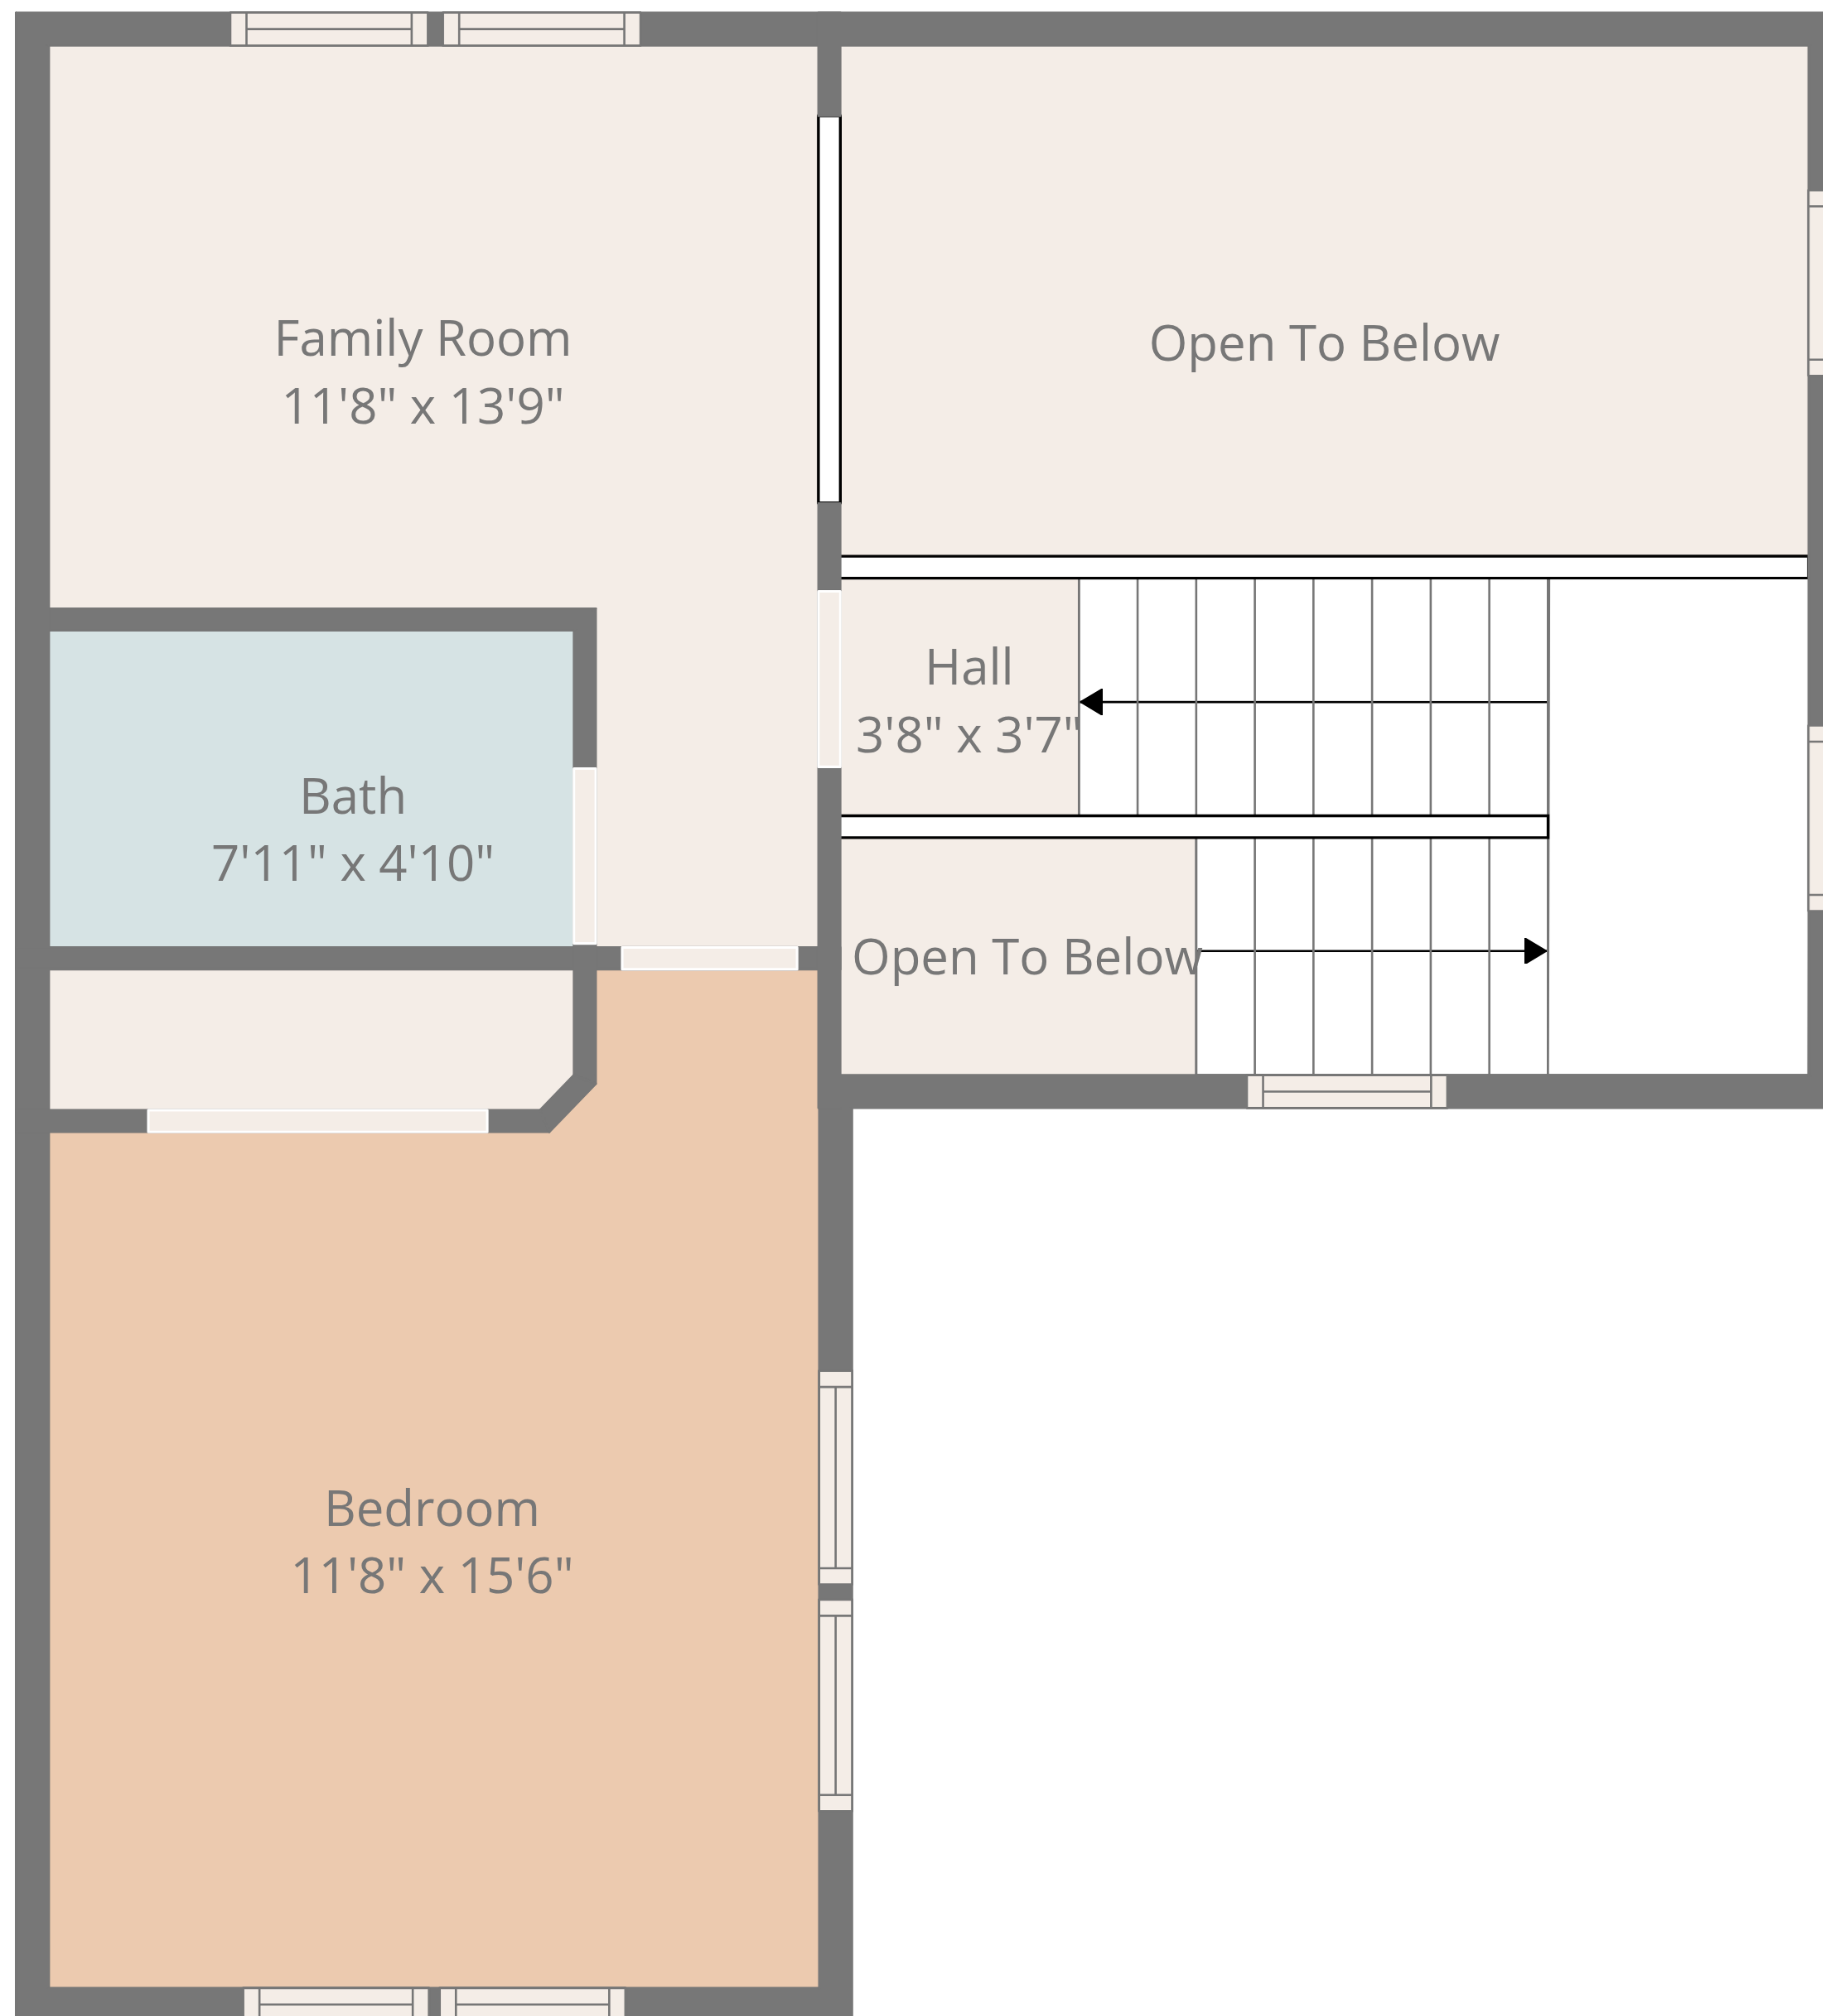 Family Room
11'8" x 13'9"
Open To Below
Hall
3'8" x 3'7"
Bath
7'11" x 4'10"
Open To Below
Bedroom
11'8" x 15'6"